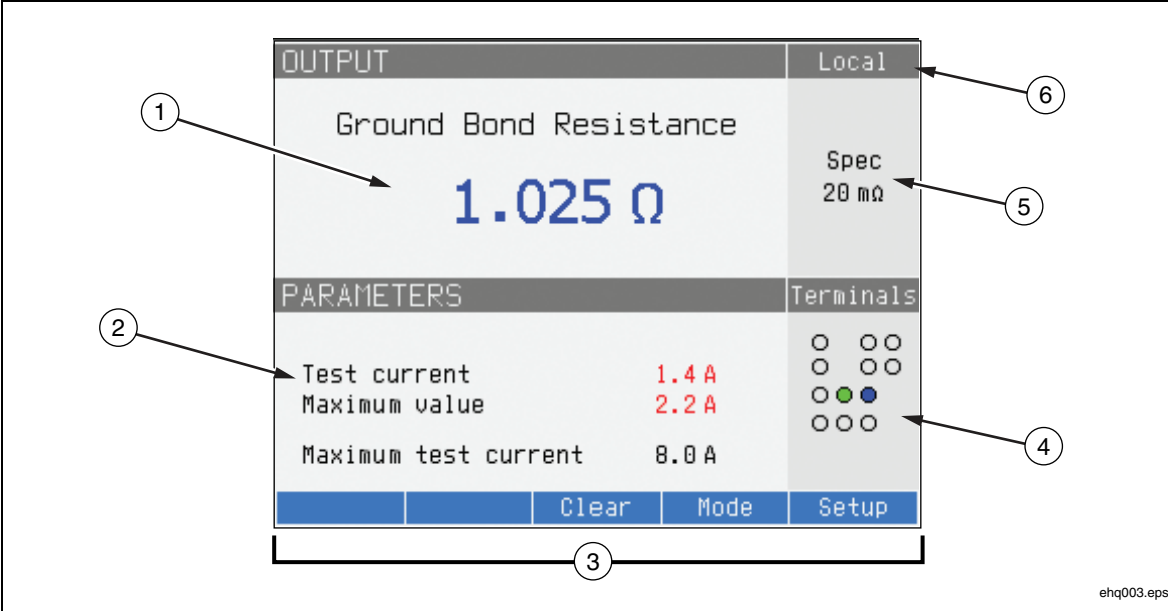 OUTPUT
Local
Ground Bond Resistance
1.025 Ω
Spec
20 mΩ
PARAMETERS
Terminals
Test current 1.4 A
Maximum value 2.2 A
Maximum test current 8.0 A
Clear Mode Setup
1
2
3
4
5
6
ehq003.eps